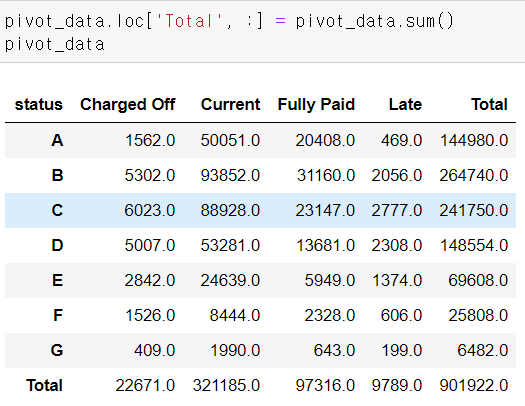 pivot_data.loc['Total', :] = pivot_data.sum()
pivot_data
status Charged Off Current Fully Paid Late Total
A 1562.0 50051.0 20408.0 469.0 144980.0
B 5302.0 93852.0 31160.0 2056.0 264740.0
C 6023.0 88928.0 23147.0 2777.0 241750.0
D 5007.0 53281.0 13681.0 2308.0 148554.0
E 2842.0 24639.0 5949.0 1374.0 69608.0
F 1526.0 8444.0 2328.0 606.0 25808.0
G 409.0 1990.0 643.0 199.0 6482.0
Total 22671.0 321185.0 97316.0 9789.0 901922.0